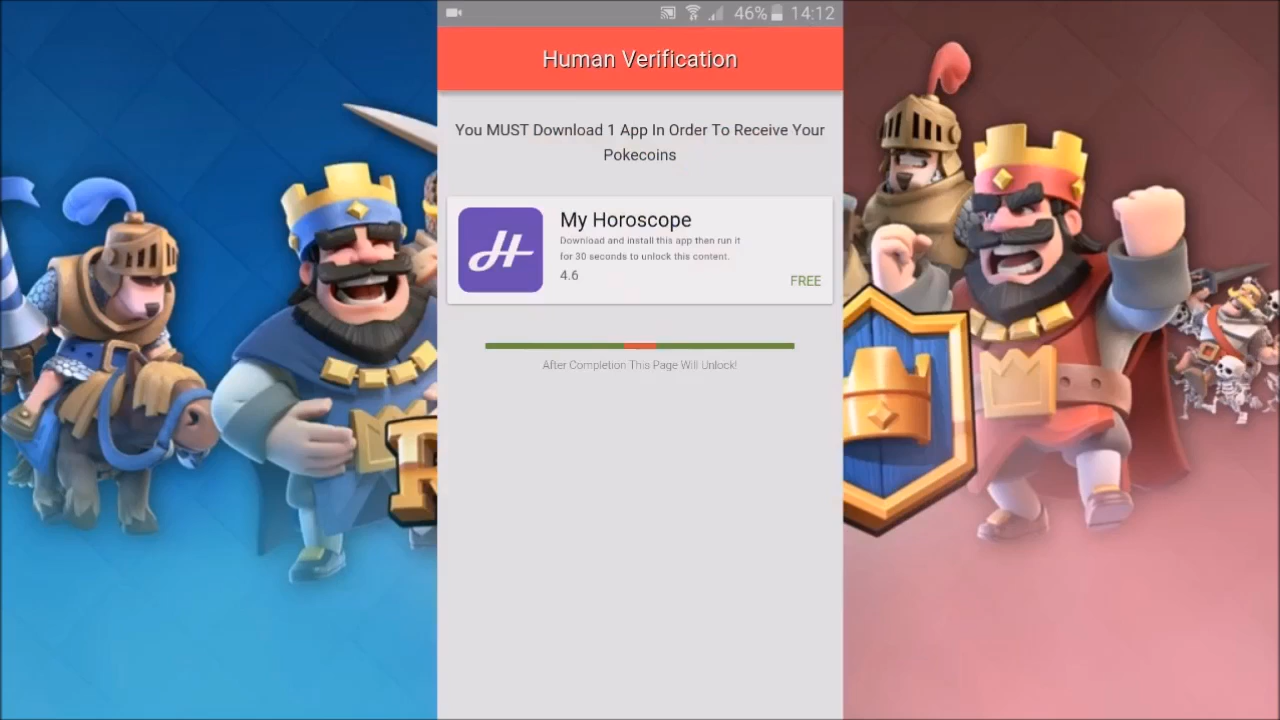 46% 14:12
Human Verification
You MUST Download 1 App In Order To Receive Your
Pokecoins
My Horoscope
Download and install this app then run it
for 30 seconds to unlock this content.
4.6
FREE
After Completion This Page Will Unlock!